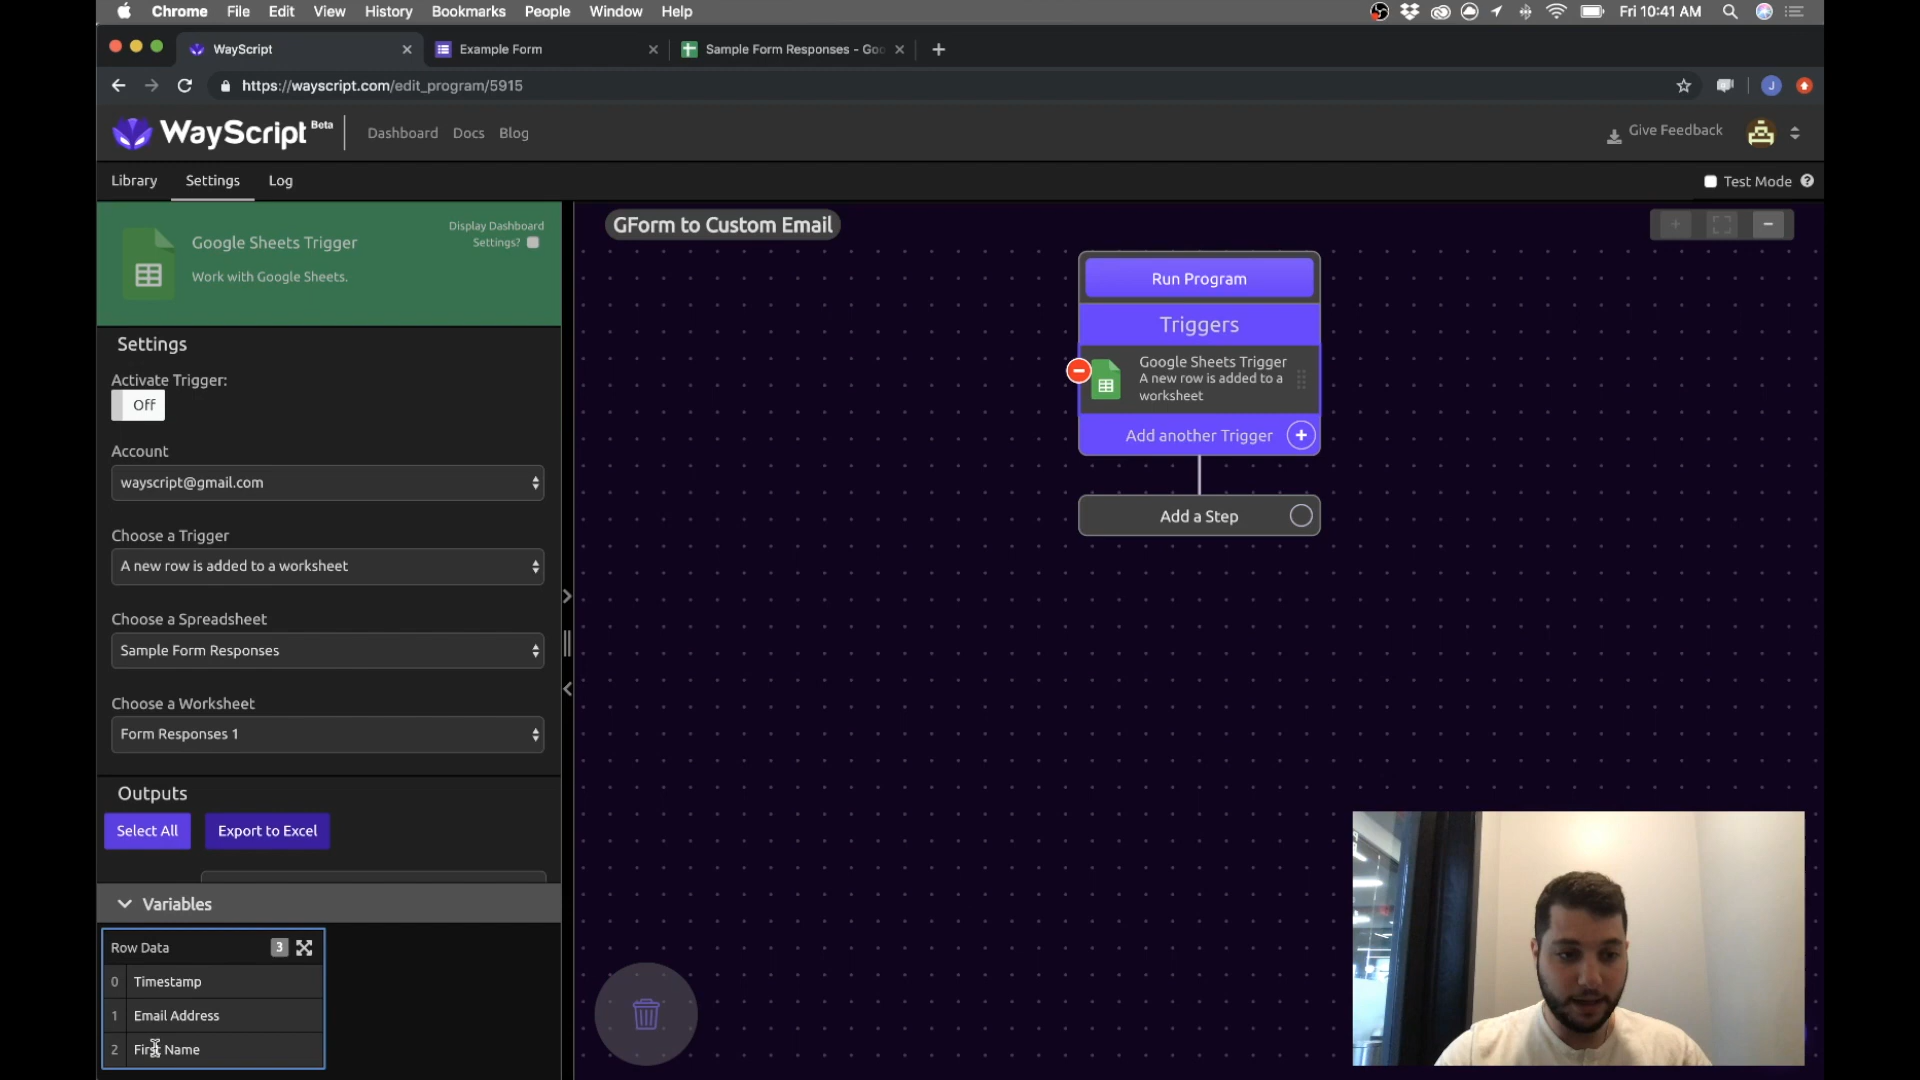 Chrome File Edit View History Bookmarks People Window Help Fri 10:41 AM
WayScript Example Form Sample Form Responses - Goo
https://wayscript.com/edit_program/5915 J
WayScript Beta Dashboard Docs Blog Give Feedback
Library Settings Log Test Mode ?
Google Sheets Trigger
Work with Google Sheets.
Display Dashboard
Settings?
Settings
Activate Trigger:
Off
Account
wayscript@gmail.com
Choose a Trigger
A new row is added to a worksheet
Choose a Spreadsheet
Sample Form Responses
Choose a Worksheet
Form Responses 1
Outputs
Select All Export to Excel
Variables
Row Data 3
0 Timestamp
1 Email Address
2 First Name
GForm to Custom Email
Run Program
Triggers
Google Sheets Trigger
A new row is added to a
worksheet
Add another Trigger
Add a Step